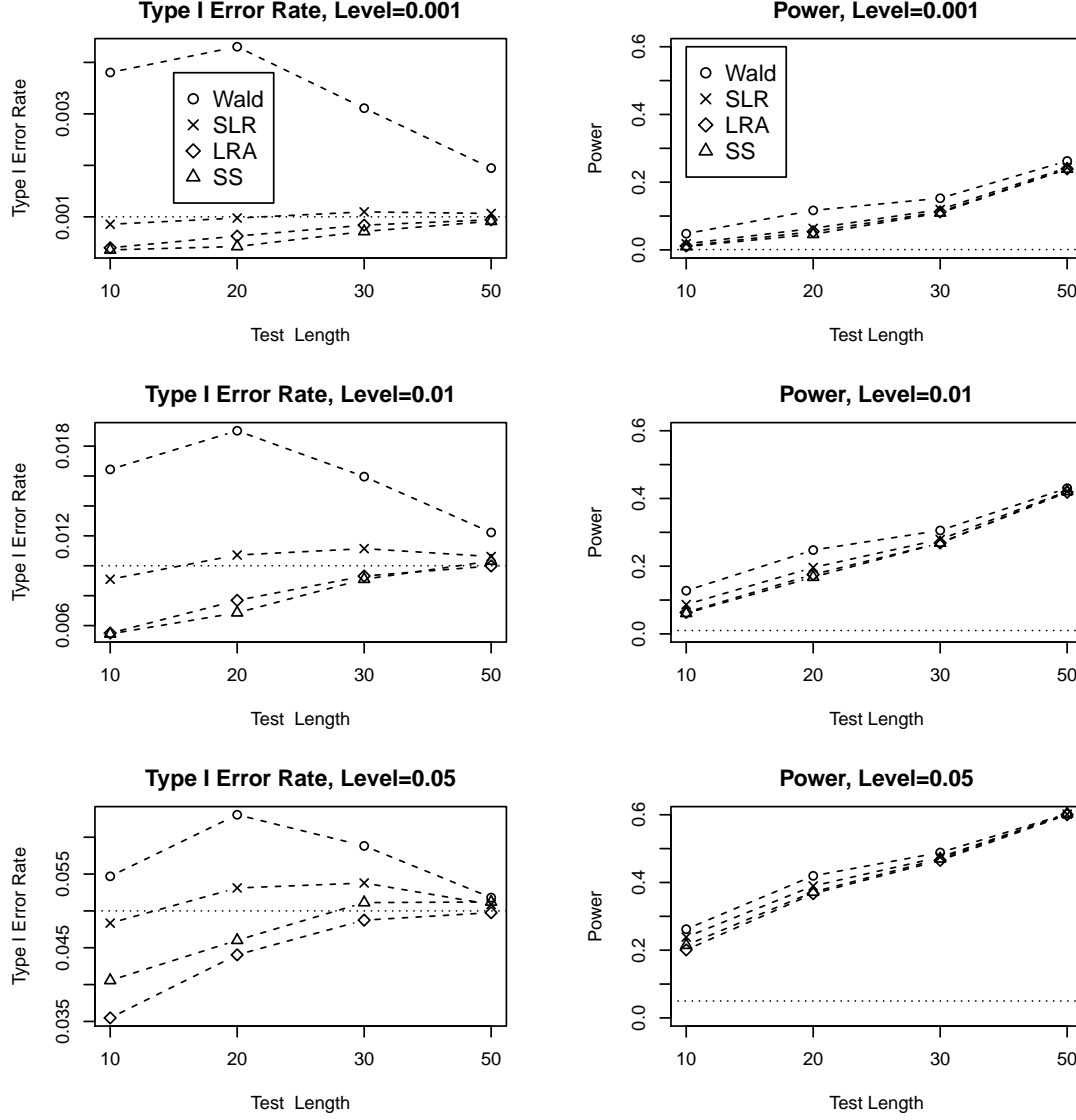 Type I Error Rate, Level=0.001
Type I Error Rate
0.003
0.001
Wald
SLR
LRA
SS
10 20 30 50
Test Length
Power, Level=0.001
Power
0.6
0.4
0.2
0.0
Wald
SLR
LRA
SS
10 20 30 50
Test Length
Type I Error Rate, Level=0.01
Type I Error Rate
0.018
0.012
0.006
10 20 30 50
Test Length
Power, Level=0.01
Power
0.6
0.4
0.2
0.0
10 20 30 50
Test Length
Type I Error Rate, Level=0.05
Type I Error Rate
0.055
0.045
0.035
10 20 30 50
Test Length
Power, Level=0.05
Power
0.6
0.4
0.2
0.0
10 20 30 50
Test Length